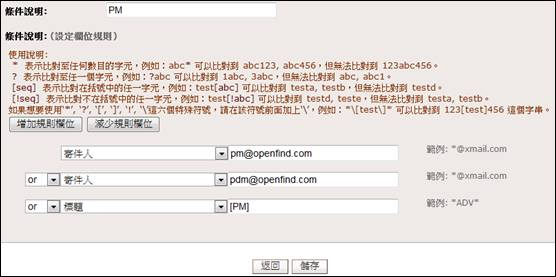 條件說明: PM
條件說明: (設定欄位規則)
使用說明:
* 表示比對至任何數目的字元，例如：abc* 可以比對到 abc123, abc456，但無法比對到 123abc456。
? 表示比對至任一個字元，例如：?abc 可以比對到 1abc, 3abc，但無法比對到 abc, abc1。
[seq] 表示比對在括號中的任一字元，例如：test[abc] 可以比對到 testa, testb，但無法比對到 testd。
[!seq] 表示比對不在括號中的任一字元，例如：test[!abc] 可以比對到 testd, teste，但無法比對到 testa, testb。
如果想要使用'*', '?', '[', ']', '!', '\'這六個特殊符號，請在該符號前面加上'\'，例如："\[test\]" 可以比對到 123[test]456 這個字串。
增加規則欄位 減少規則欄位
寄件人 pm@openfind.com 範例: "@xmail.com
or 寄件人 pdm@openfind.com 範例: "@xmail.com
or 標題 [PM] 範例: "ADV"
返回 儲存